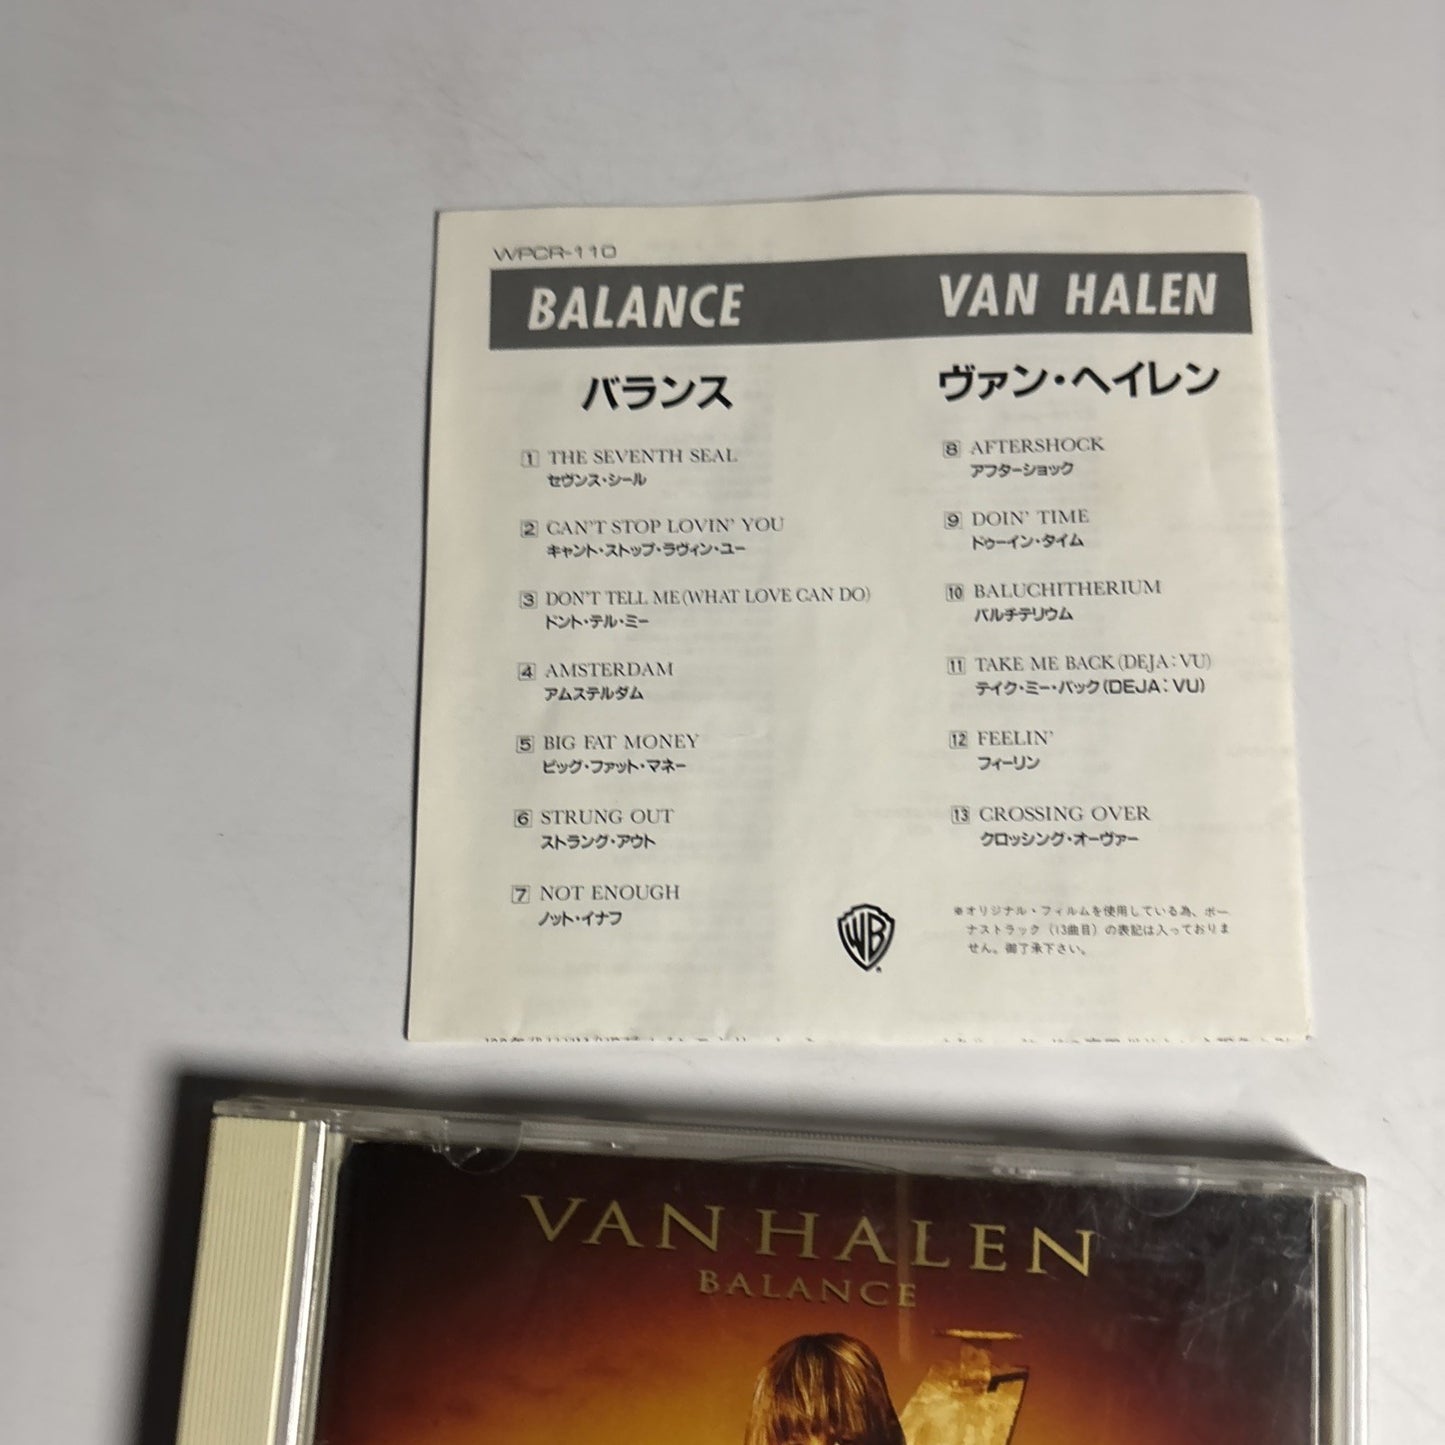 WPCR-110
BALANCE
VAN HALEN
バランス
ヴァン・ヘイレン
1 THE SEVENTH SEAL
セヴンス・シール
2 CAN'T STOP LOVIN' YOU
キャント・ストップ・ラヴィン・ユー
3 DON'T TELL ME(WHAT LOVE CAN DO)
ドント・テル・ミー
4 AMSTERDAM
アムステルダム
5 BIG FAT MONEY
ビッグ・ファット・マネー
6 STRUNG OUT
ストラング・アウト
7 NOT ENOUGH
ノット・イナフ
8 AFTERSHOCK
アフターショック
9 DOIN' TIME
ドゥーイン・タイム
10 BALUCHITHERIUM
バルチテリウム
11 TAKE ME BACK(DEJA:VU)
テイク・ミー・バック(DEJA:VU)
12 FEELIN'
フィーリン
13 CROSSING OVER
クロッシング・オーヴァー
WB
※オリジナル・フィルムを使用している為、ボー
ナストラック（13曲目）の表記は入っておりま
せん。御了承下さい。
VAN HALEN
BALANCE